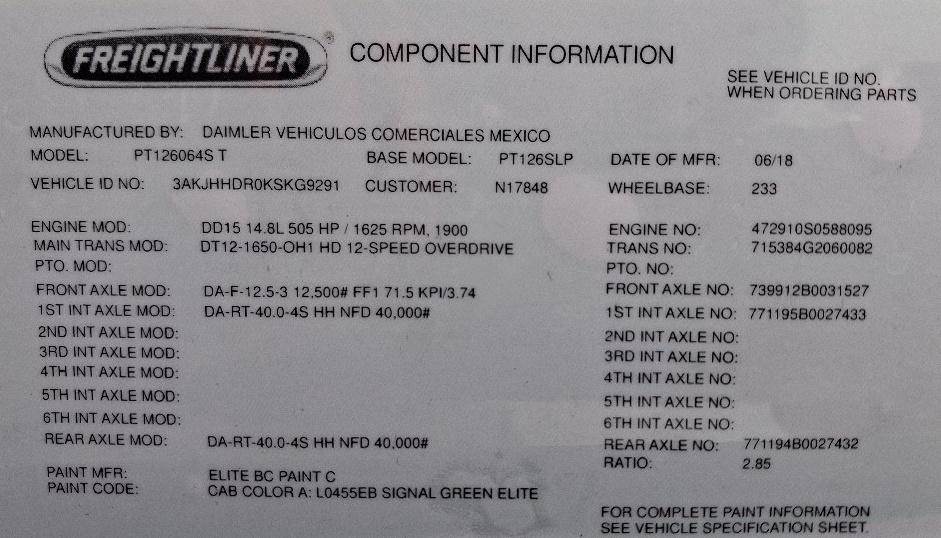 FREIGHTLINER® COMPONENT INFORMATION
SEE VEHICLE ID NO.
WHEN ORDERING PARTS
MANUFACTURED BY: DAIMLER VEHICULOS COMERCIALES MEXICO
MODEL: PT126064S T BASE MODEL: PT126SLP DATE OF MFR: 06/18
VEHICLE ID NO: 3AKJHHDR0KSKG9291 CUSTOMER: N17848 WHEELBASE: 233
ENGINE MOD: DD15 14.8L 505 HP / 1625 RPM, 1900 ENGINE NO: 472910S0588095
MAIN TRANS MOD: DT12-1650-OH1 HD 12-SPEED OVERDRIVE TRANS NO: 715384G2060082
PTO. MOD: PTO. NO:
FRONT AXLE MOD: DA-F-12.5-3 12,500# FF1 71.5 KPI/3.74 FRONT AXLE NO: 739912B0031527
1ST INT AXLE MOD: DA-RT-40.0-4S HH NFD 40,000# 1ST INT AXLE NO: 771195B0027433
2ND INT AXLE MOD: 2ND INT AXLE NO:
3RD INT AXLE MOD: 3RD INT AXLE NO:
4TH INT AXLE MOD: 4TH INT AXLE NO:
5TH INT AXLE MOD: 5TH INT AXLE NO:
6TH INT AXLE MOD: 6TH INT AXLE NO:
REAR AXLE MOD: DA-RT-40.0-4S HH NFD 40,000# REAR AXLE NO: 771194B0027432
RATIO: 2.85
PAINT MFR: ELITE BC PAINT C
PAINT CODE: CAB COLOR A: L0455EB SIGNAL GREEN ELITE
FOR COMPLETE PAINT INFORMATION
SEE VEHICLE SPECIFICATION SHEET.